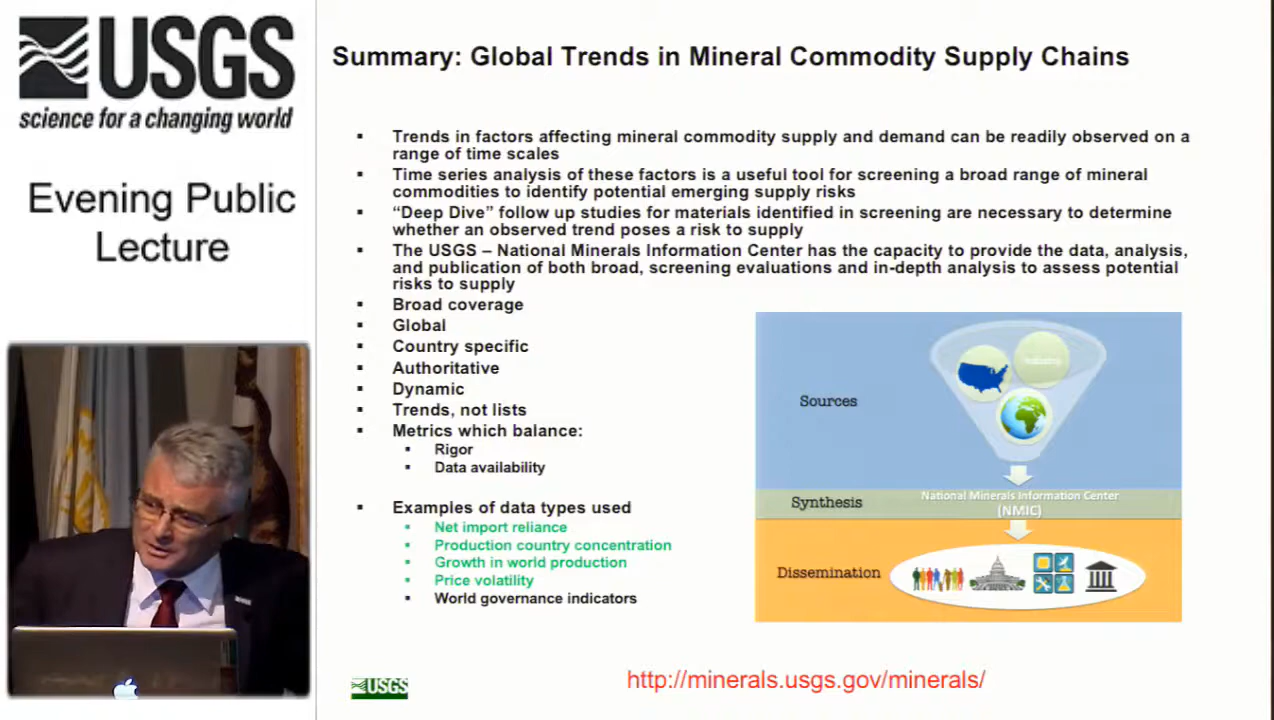 USGS
science for a changing world
Evening Public
Lecture
Summary: Global Trends in Mineral Commodity Supply Chains
Trends in factors affecting mineral commodity supply and demand can be readily observed on a
range of time scales
Time series analysis of these factors is a useful tool for screening a broad range of mineral
commodities to identify potential emerging supply risks
“Deep Dive” follow up studies for materials identified in screening are necessary to determine
whether an observed trend poses a risk to supply
The USGS – National Minerals Information Center has the capacity to provide the data, analysis,
and publication of both broad, screening evaluations and in-depth analysis to assess potential
risks to supply
Broad coverage
Global
Country specific
Authoritative
Dynamic
Trends, not lists
Metrics which balance:
Rigor
Data availability
Examples of data types used
Net import reliance
Production country concentration
Growth in world production
Price volatility
World governance indicators
Sources
Synthesis
National Minerals Information Center
(NMIC)
Dissemination
USGS
http://minerals.usgs.gov/minerals/